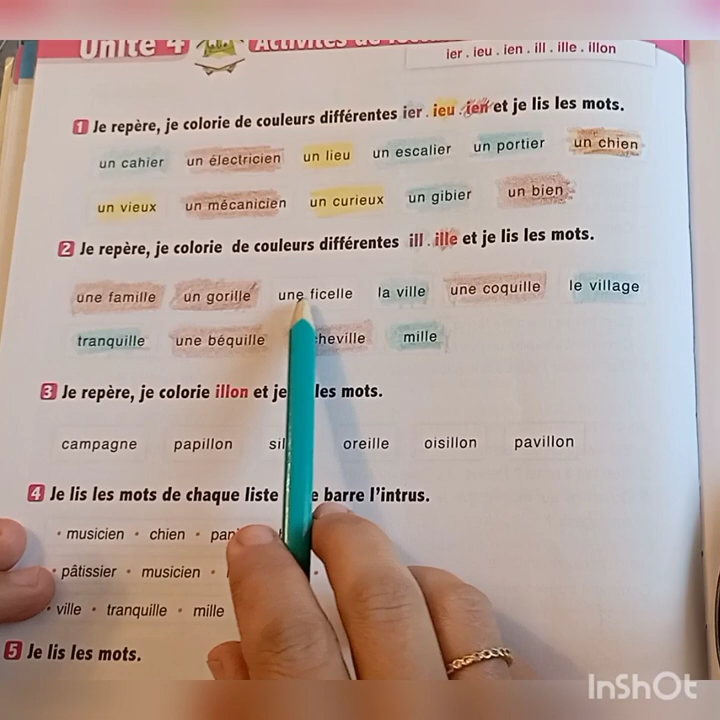 Unité 4 Activités de
ier . ieu . ien . ill . ille . illon
1 Je repère, je colorie de couleurs différentes ier . ieu . ien et je lis les mots.
un cahier un électricien un lieu un escalier un portier un chien
un vieux un mécanicien un curieux un gibier un bien
2 Je repère, je colorie de couleurs différentes ill . ille et je lis les mots.
une famille un gorille une ficelle la ville une coquille le village
tranquille une béquille cheville mille
3 Je repère, je colorie illon et je les mots.
campagne papillon sil oreille oisillon pavillon
4 Je lis les mots de chaque liste e barre l'intrus.
• musicien • chien •
• pâtissier • musicien •
• ville • tranquille • mille
5 Je lis les mots.
InShOt